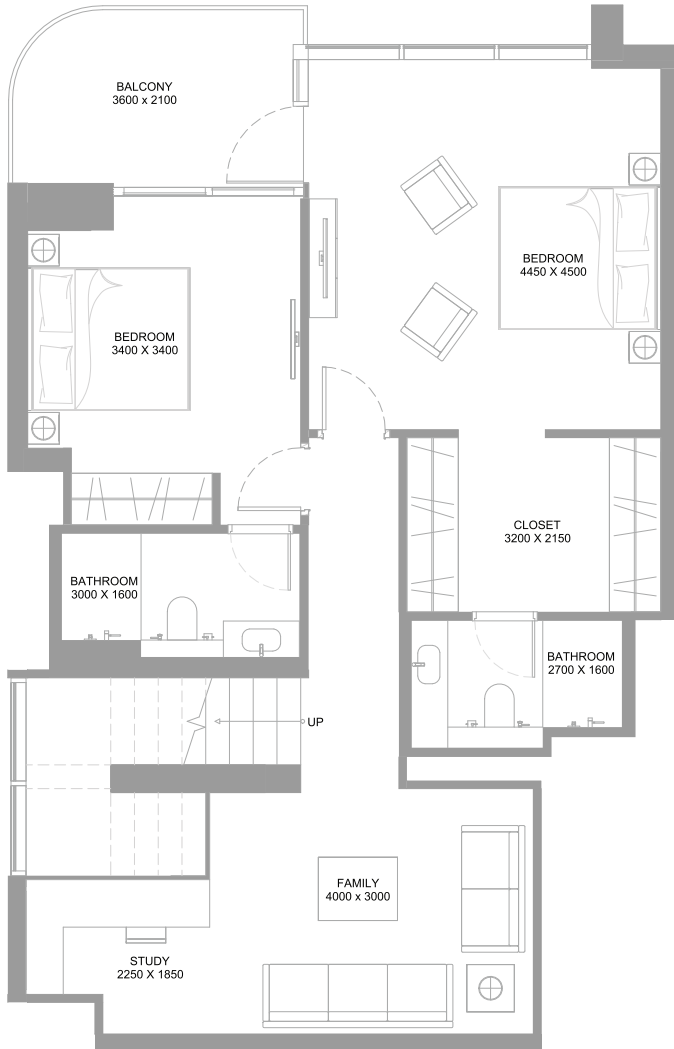 BALCONY
3600 x 2100
BEDROOM
4450 X 4500
BEDROOM
3400 X 3400
CLOSET
3200 X 2150
BATHROOM
3000 X 1600
BATHROOM
2700 X 1600
UP
FAMILY
4000 x 3000
STUDY
2250 X 1850